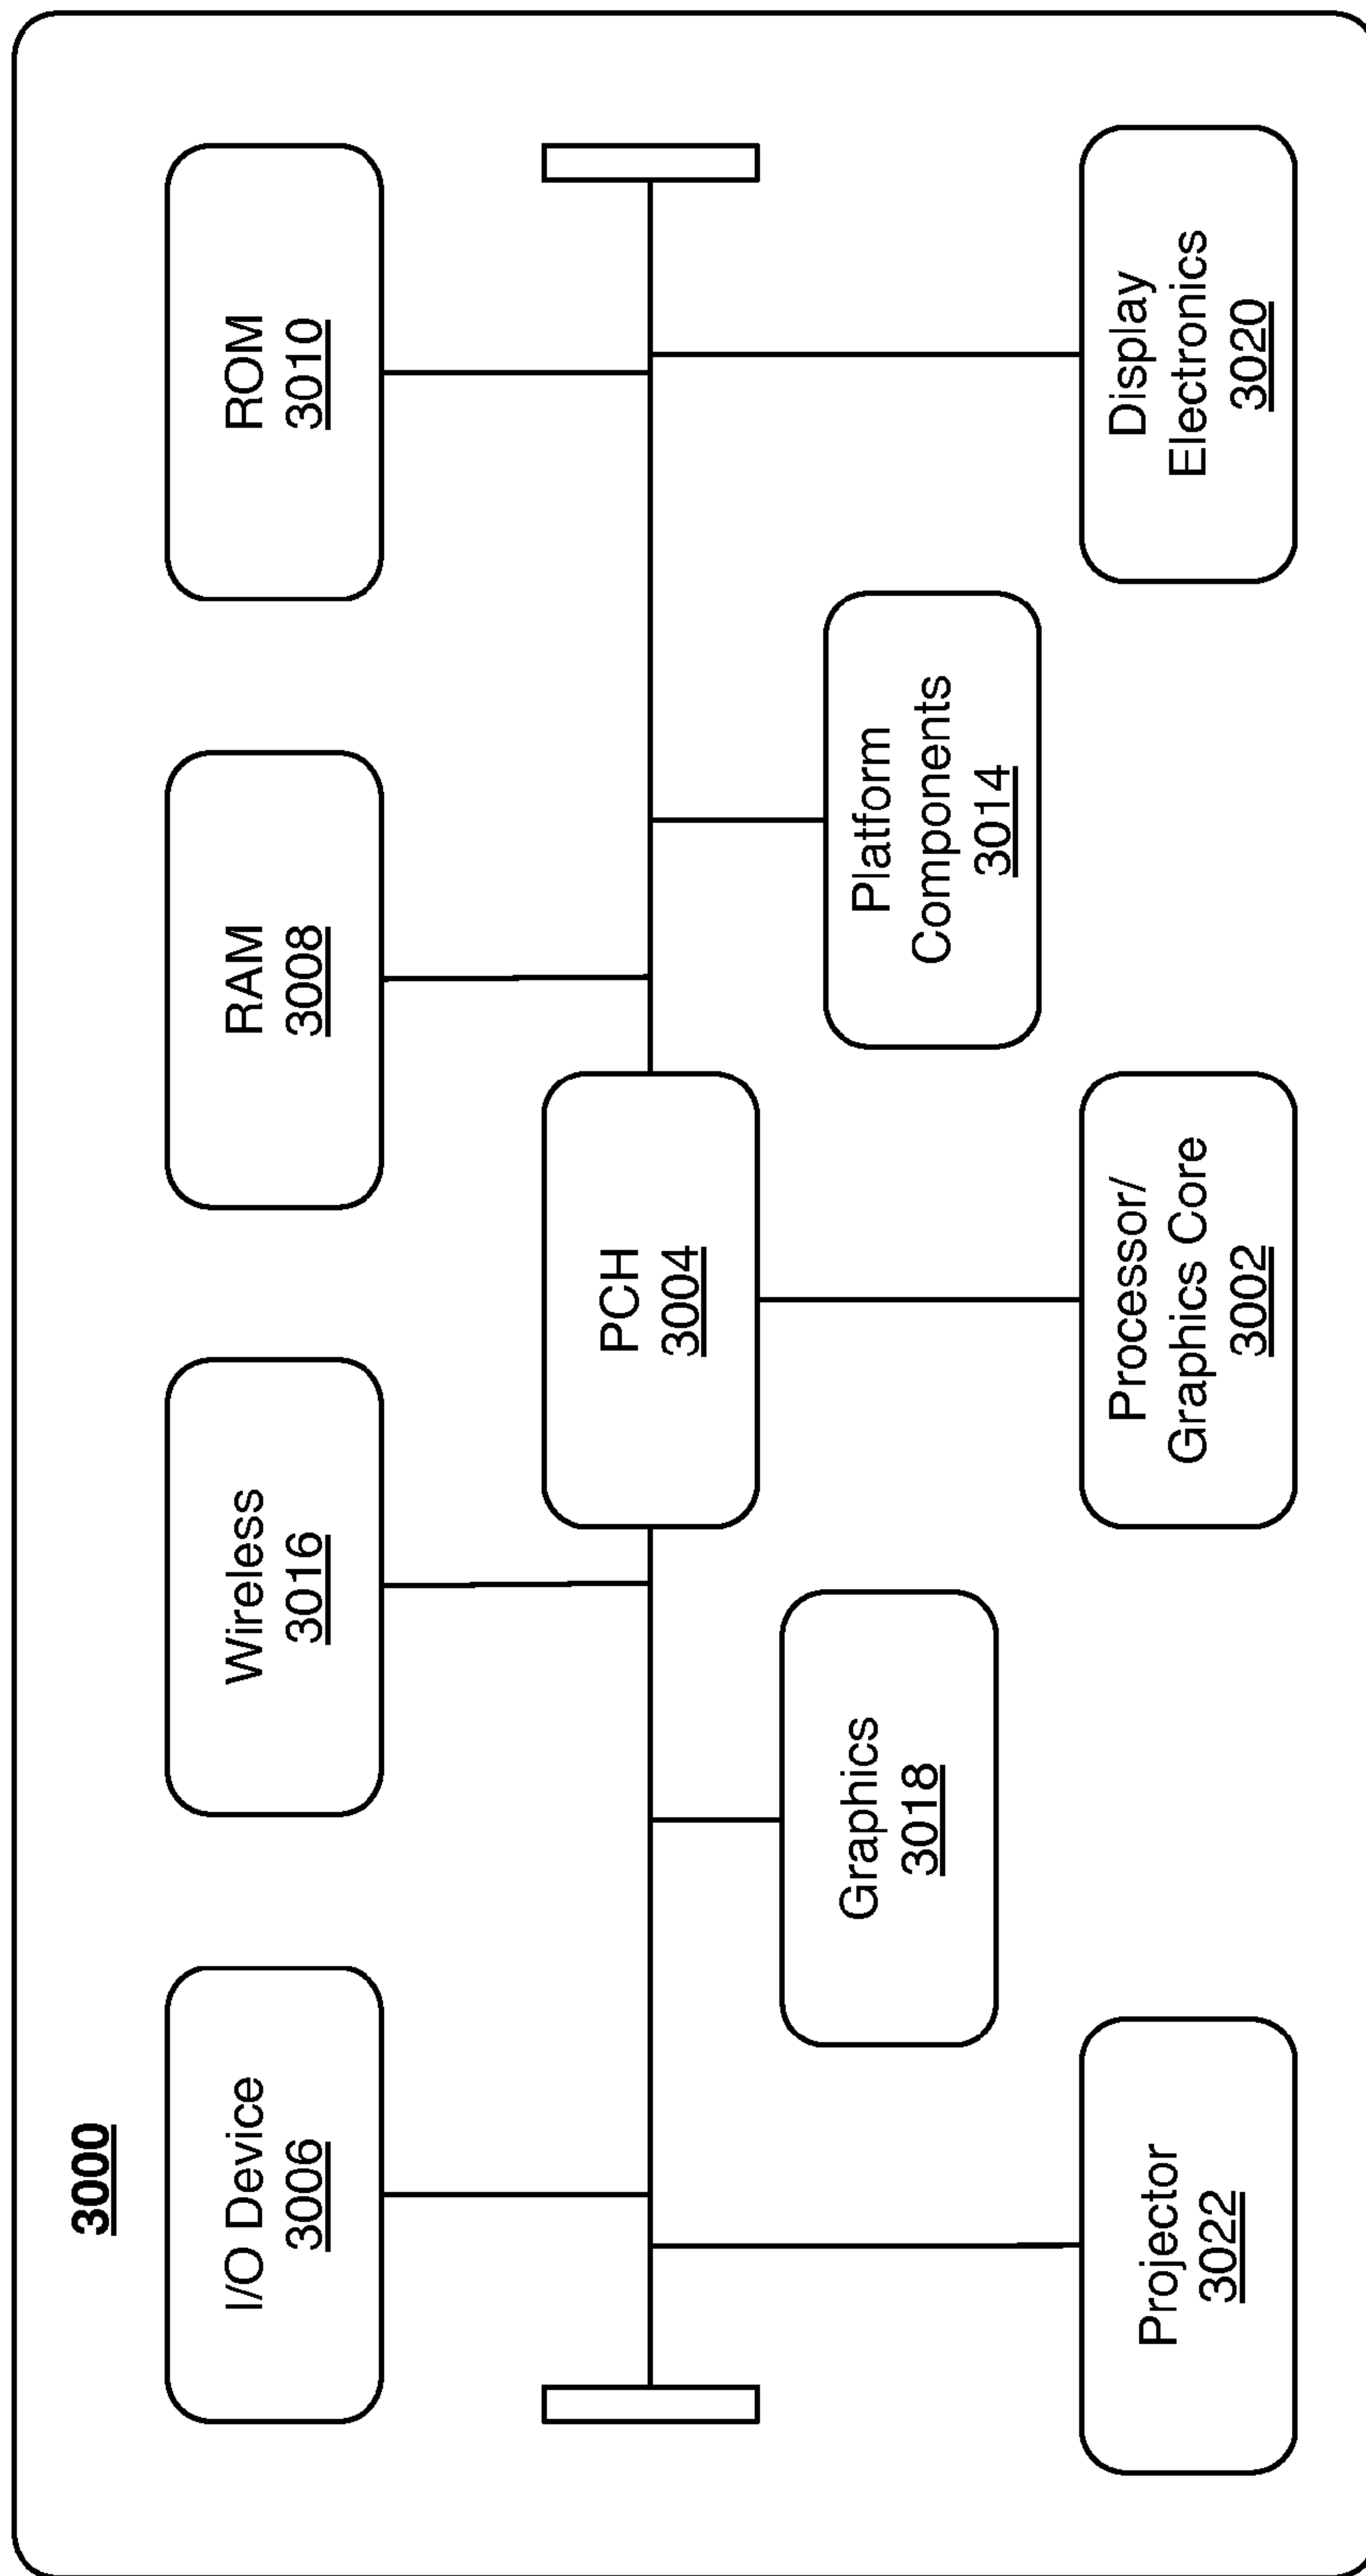 3000
I/O Device
3006
Wireless
3016
RAM
3008
ROM
3010
PCH
3004
Graphics
3018
Platform
Components
3014
Projector
3022
Processor/
Graphics Core
3002
Display
Electronics
3020